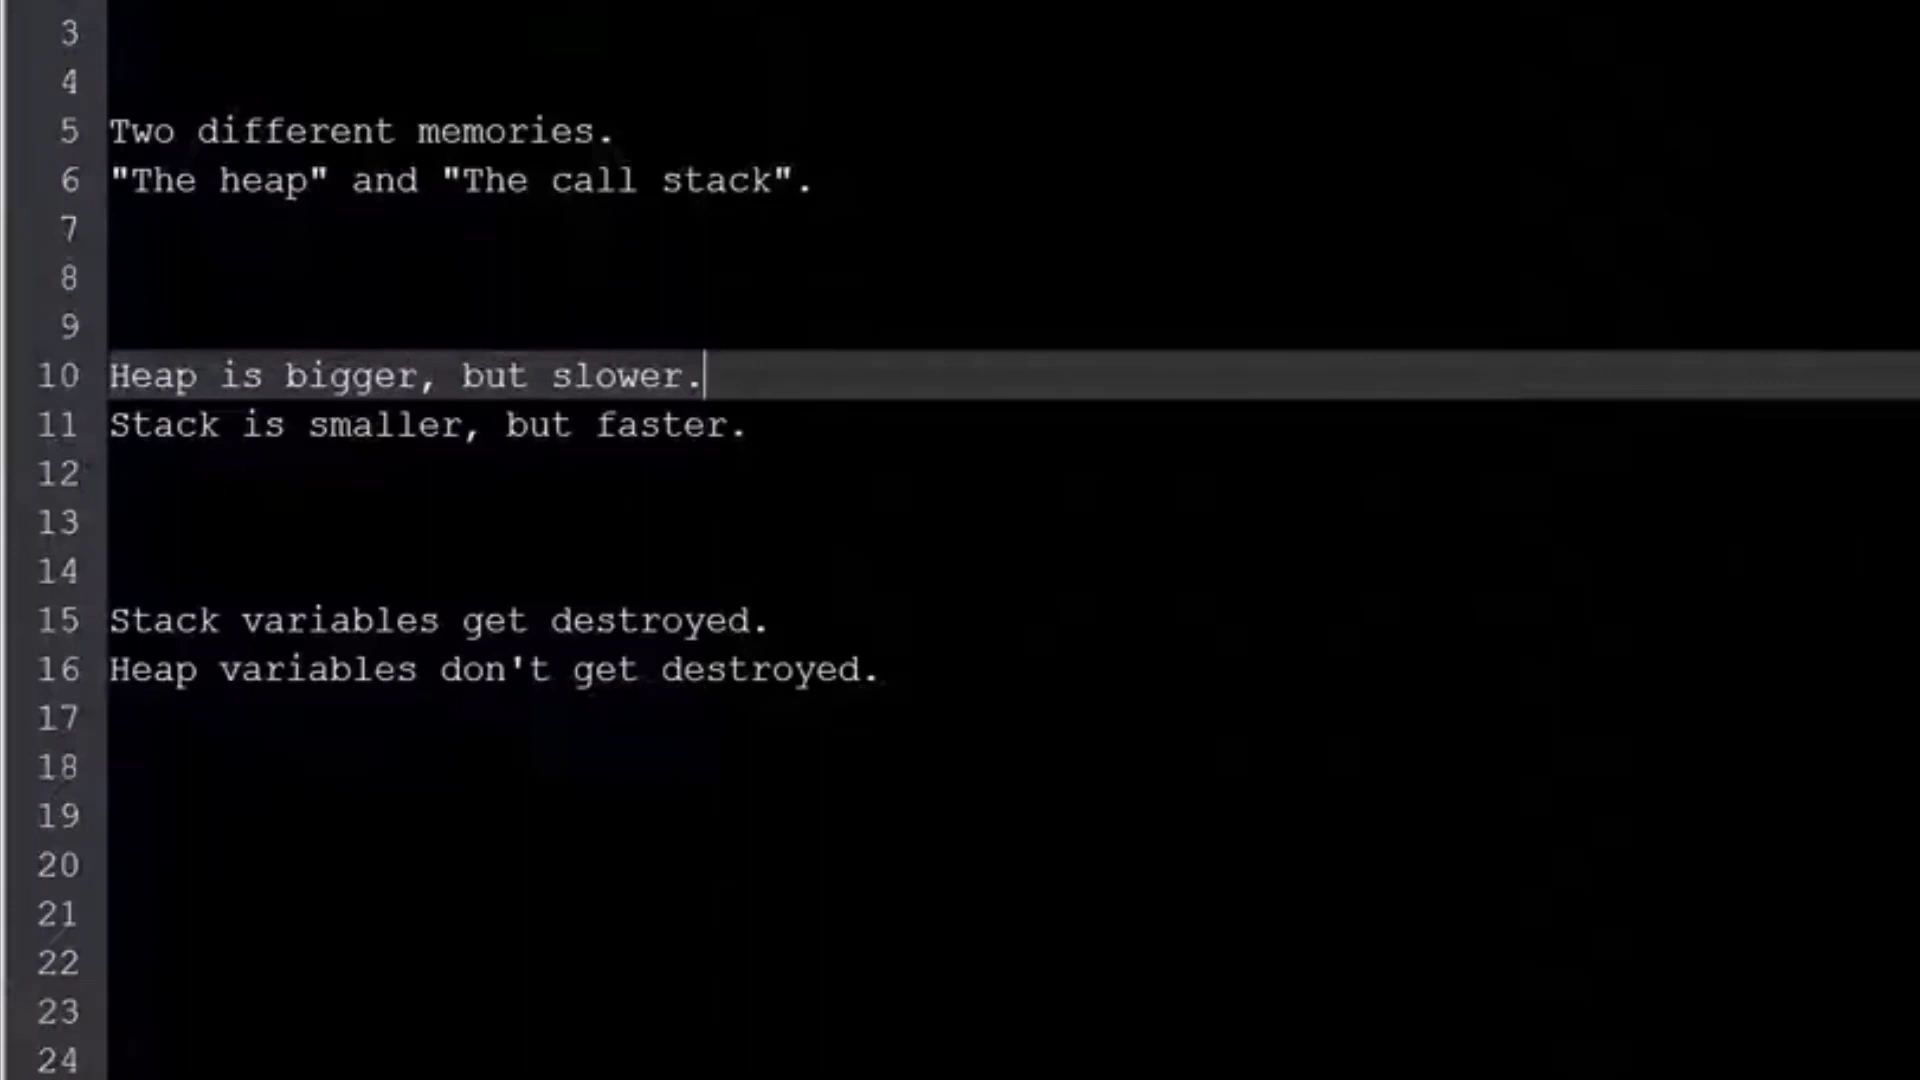 3
4
5 Two different memories.
6 "The heap" and "The call stack".
7
8
9
10 Heap is bigger, but slower.
11 Stack is smaller, but faster.
12
13
14
15 Stack variables get destroyed.
16 Heap variables don't get destroyed.
17
18
19
20
21
22
23
24